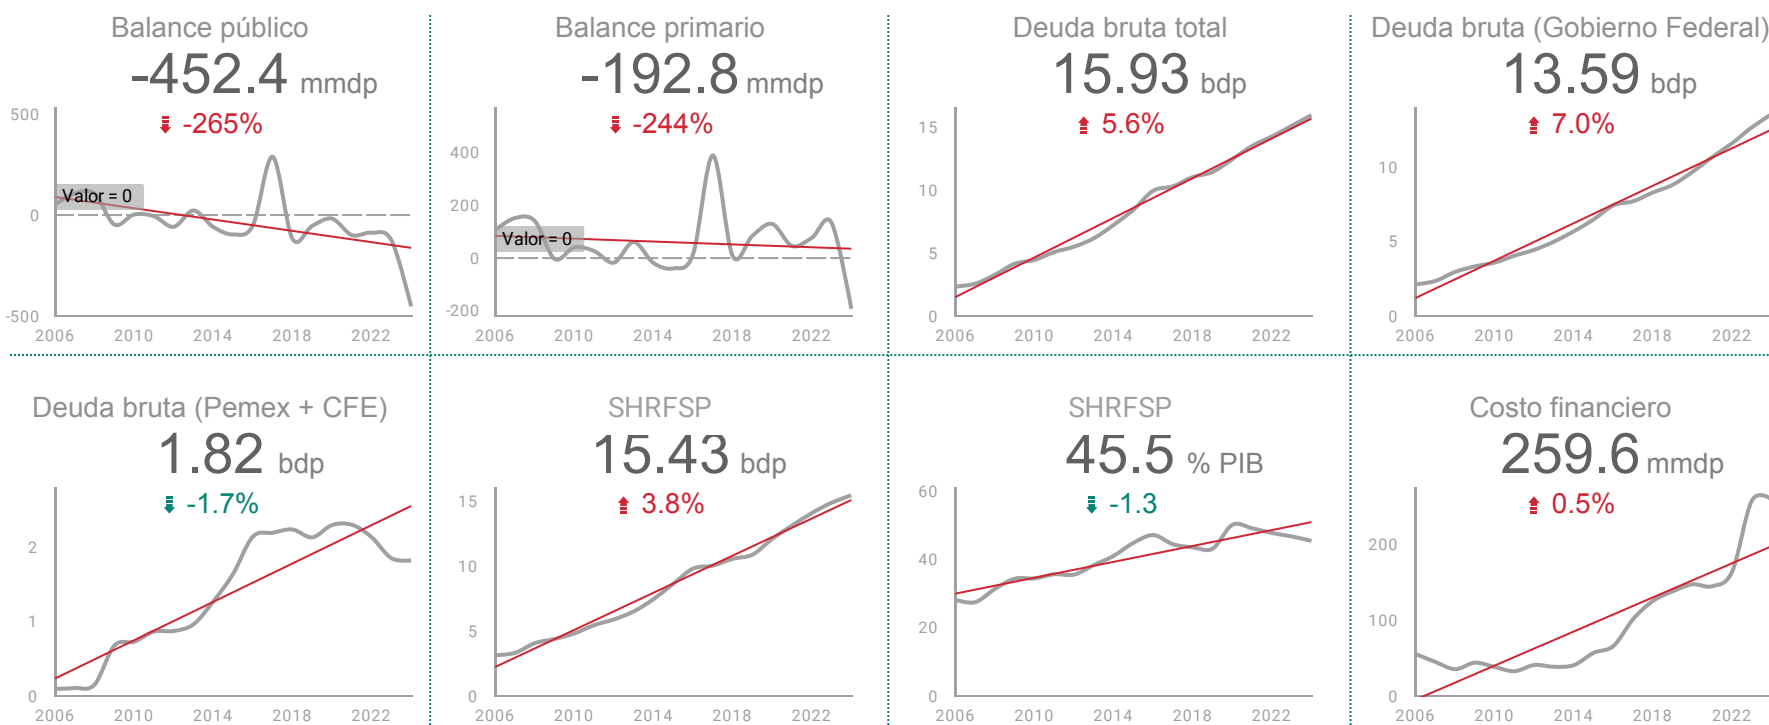 Balance público
-452.4 mmdp
-265%
500
Valor = 0
0
-500
2006 2010 2014 2018 2022
Balance primario
-192.8 mmdp
-244%
400
200
Valor = 0
0
-200
2006 2010 2014 2018 2022
Deuda bruta total
15.93 bdp
5.6%
15
10
5
0
2006 2010 2014 2018 2022
Deuda bruta (Gobierno Federal)
13.59 bdp
7.0%
10
5
0
2006 2010 2014 2018 2022
Deuda bruta (Pemex + CFE)
1.82 bdp
-1.7%
2
1
0
2006 2010 2014 2018 2022
SHRFSP
15.43 bdp
3.8%
15
10
5
0
2006 2010 2014 2018 2022
SHRFSP
45.5 % PIB
-1.3
60
40
20
0
2006 2010 2014 2018 2022
Costo financiero
259.6 mmdp
0.5%
200
100
0
2006 2010 2014 2018 2022